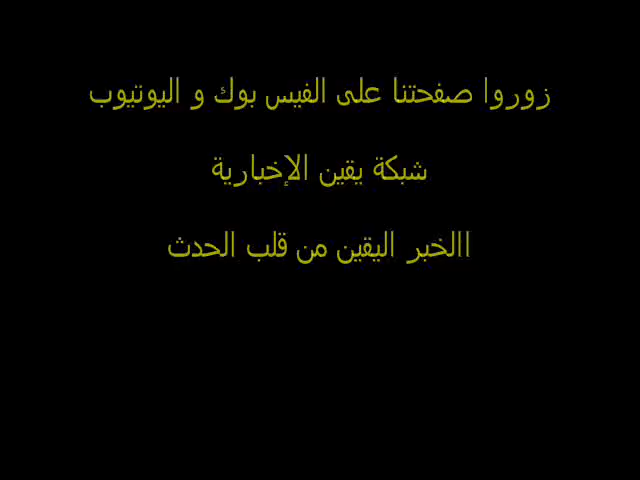 زوروا صفحتنا على الفيس بوك و اليوتيوب
شبكة يقين الإخبارية
االخبر اليقين من قلب الحدث